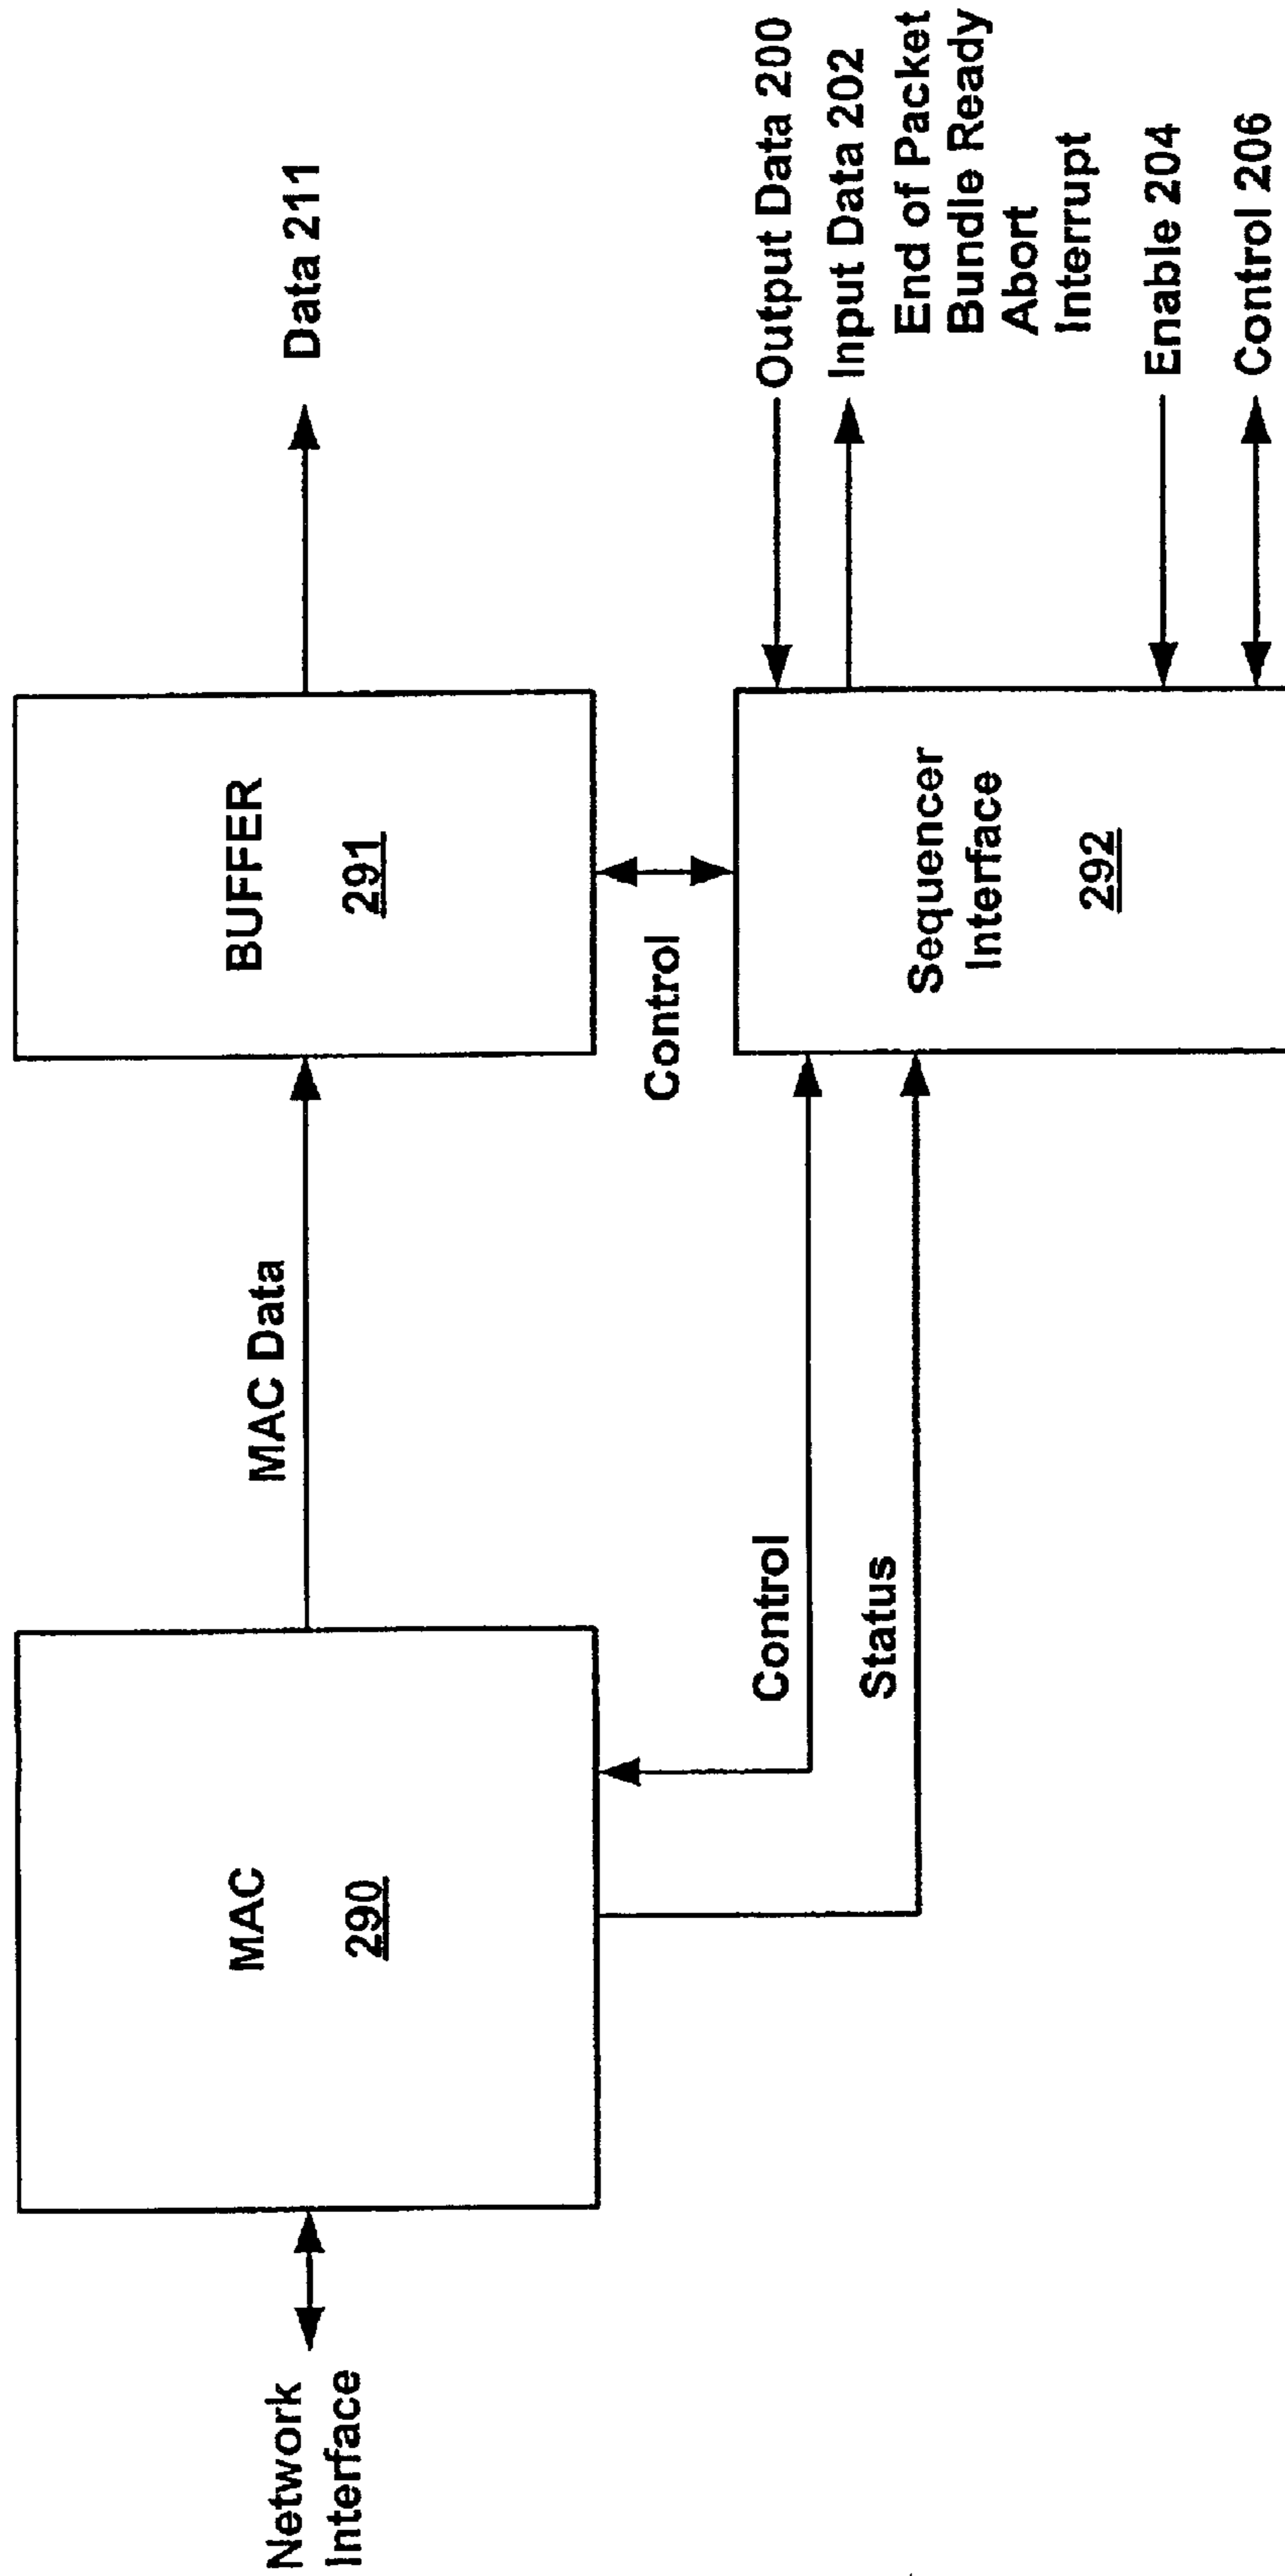 Network
Interface
MAC
290
MAC Data
BUFFER
291
Data 211
Control
Status
Control
Sequencer
Interface
292
Output Data 200
Input Data 202
End of Packet
Bundle Ready
Abort
Interrupt
Enable 204
Control 206